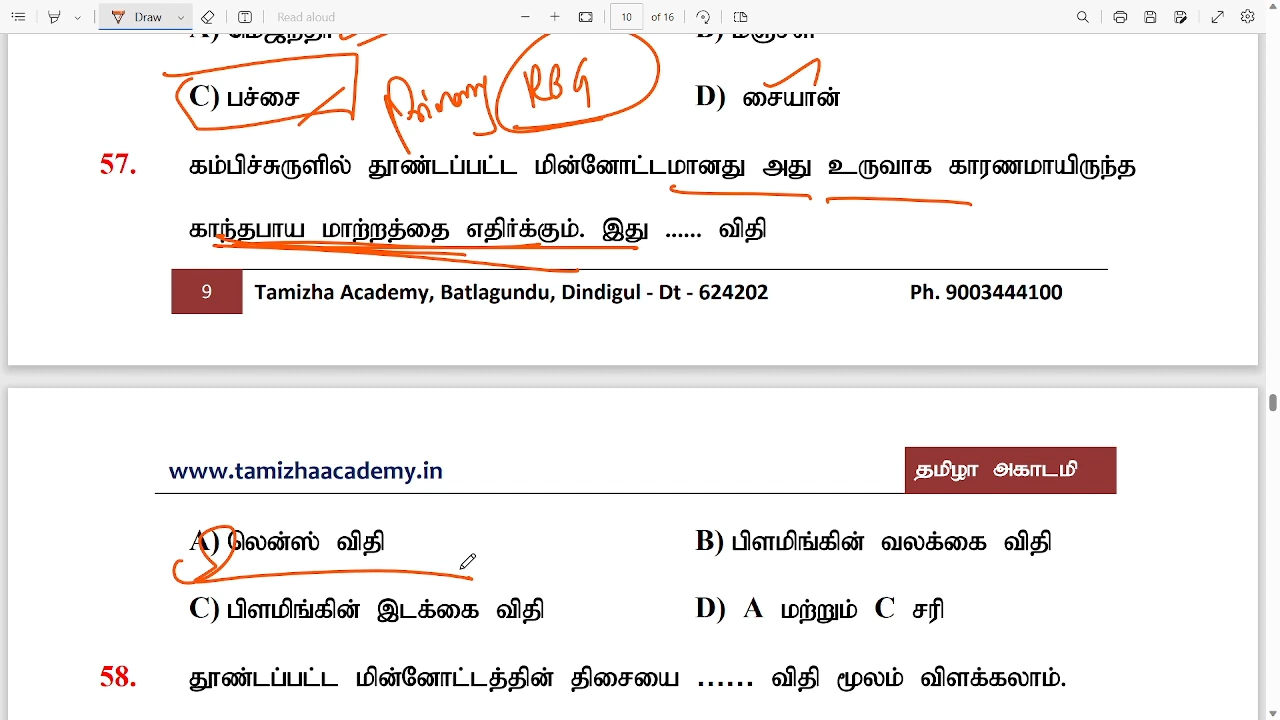 Draw
Read aloud
10 of 16
C) பச்சை
Primary
RBG
D) சையான்
57. கம்பிச்சுருளில் தூண்டப்பட்ட மின்னோட்டமானது அது உருவாக காரணமாயிருந்த
காந்தபாய மாற்றத்தை எதிர்க்கும். இது ...... விதி
9 Tamizha Academy, Batlagundu, Dindigul - Dt - 624202 Ph. 9003444100
www.tamizhaacademy.in தமிழா அகாடமி
A) லென்ஸ் விதி B) பிளமிங்கின் வலக்கை விதி
C) பிளமிங்கின் இடக்கை விதி D) A மற்றும் C சரி
58. தூண்டப்பட்ட மின்னோட்டத்தின் திசையை ...... விதி மூலம் விளக்கலாம்.